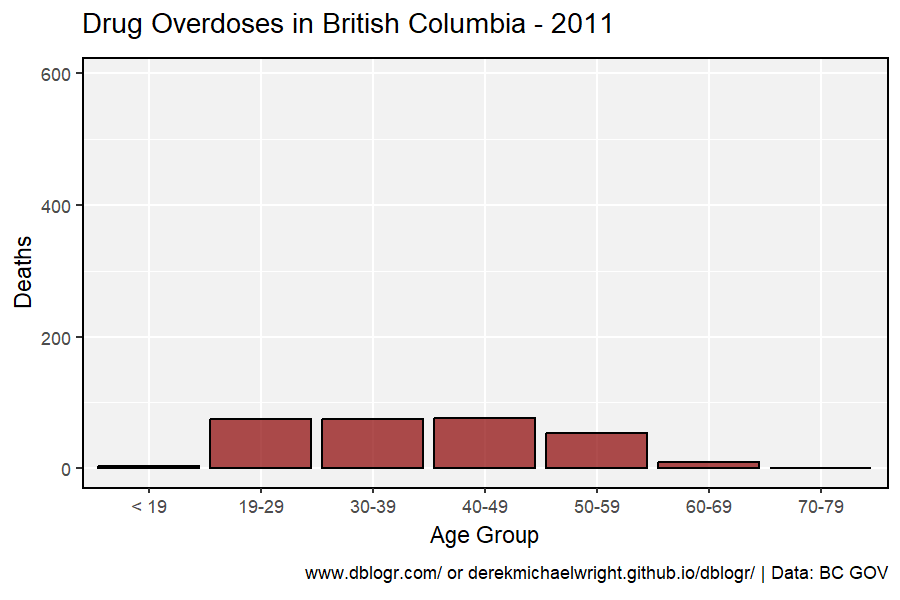 Drug Overdoses in British Columbia - 2011
600
400
200
0
Deaths
< 19 19-29 30-39 40-49 50-59 60-69 70-79
Age Group
www.dblogr.com/ or derekmichaelwright.github.io/dblogr/ | Data: BC GOV